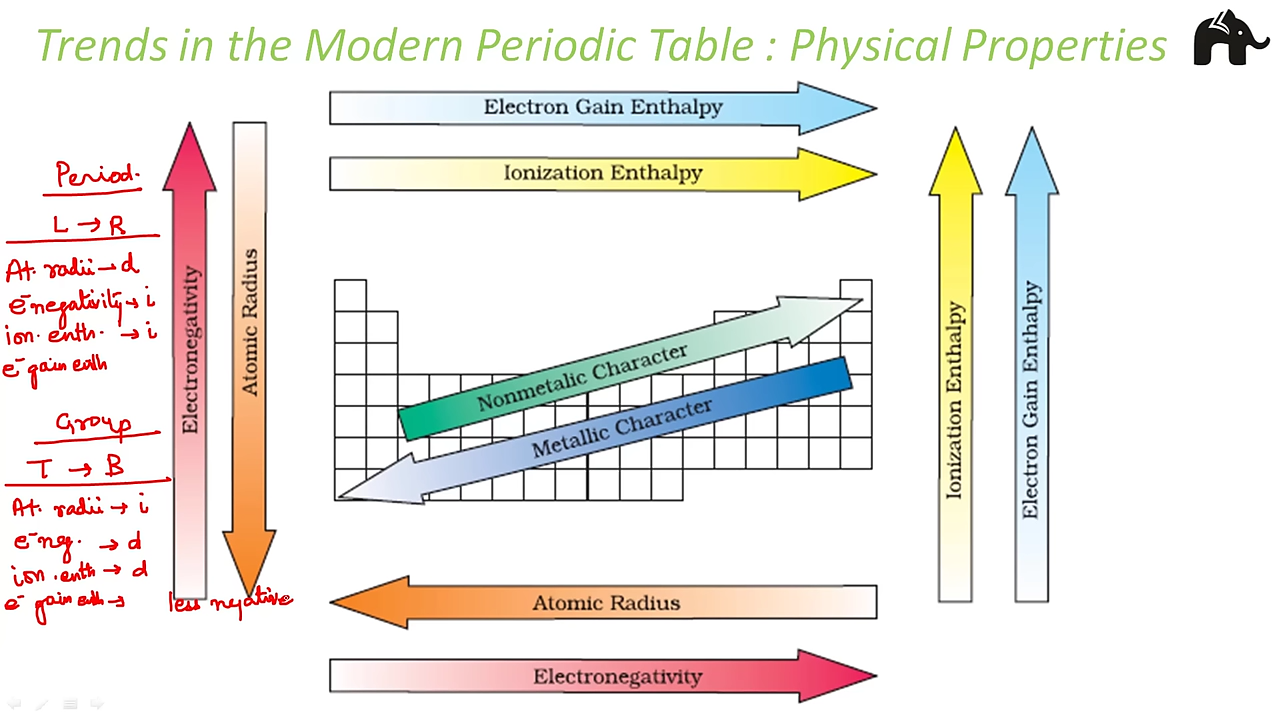 Trends in the Modern Periodic Table : Physical Properties
Electron Gain Enthalpy
Ionization Enthalpy
Period.
L → R
At. radii → d
e⁻negativity → i
ion. enth. → i
e⁻ gain enth
Group
T → B
At. radii → i
e⁻neg. → d
ion. enth → d
e⁻ gain enth → less negative
Electronegativity
Atomic Radius
Nonmetalic Character
Metallic Character
Ionization Enthalpy
Electron Gain Enthalpy
Atomic Radius
Electronegativity